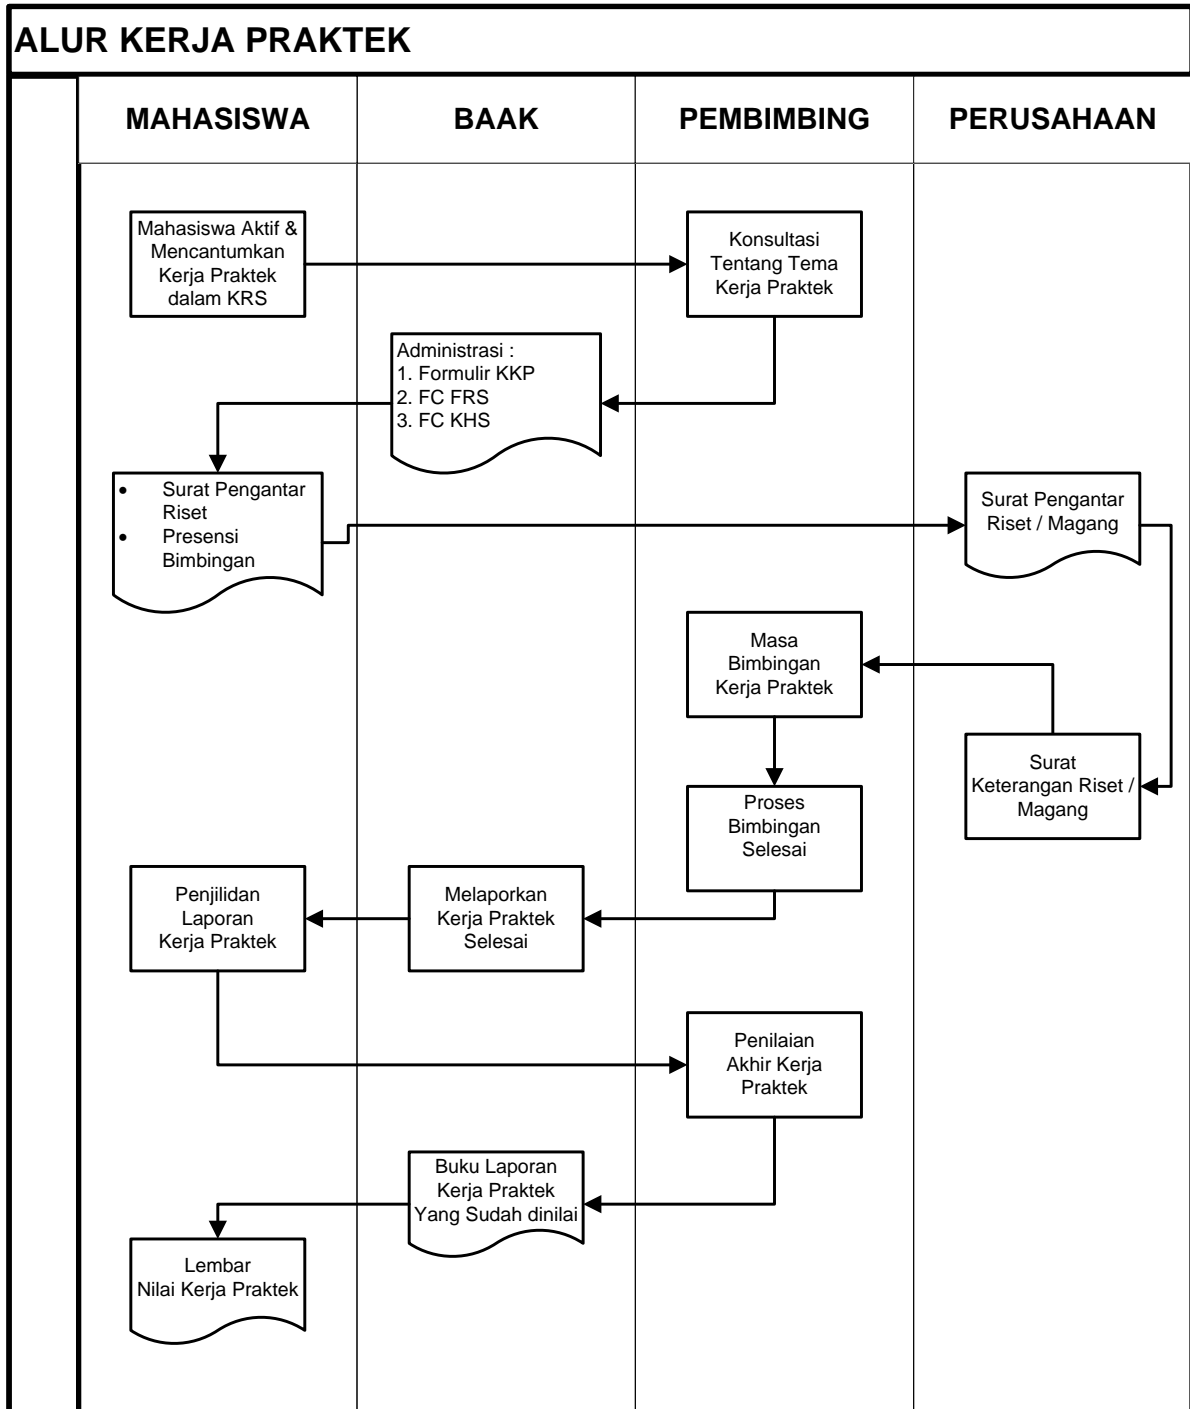 ALUR KERJA PRAKTEK
MAHASISWA
BAAK
PEMBIMBING
PERUSAHAAN
Mahasiswa Aktif &
Mencantumkan
Kerja Praktek
dalam KRS
Konsultasi
Tentang Tema
Kerja Praktek
Administrasi :
1. Formulir KKP
2. FC FRS
3. FC KHS
• Surat Pengantar
Riset
• Presensi
Bimbingan
Surat Pengantar
Riset / Magang
Masa
Bimbingan
Kerja Praktek
Surat
Keterangan Riset /
Magang
Proses
Bimbingan
Selesai
Penjilidan
Laporan
Kerja Praktek
Melaporkan
Kerja Praktek
Selesai
Penilaian
Akhir Kerja
Praktek
Buku Laporan
Kerja Praktek
Yang Sudah dinilai
Lembar
Nilai Kerja Praktek